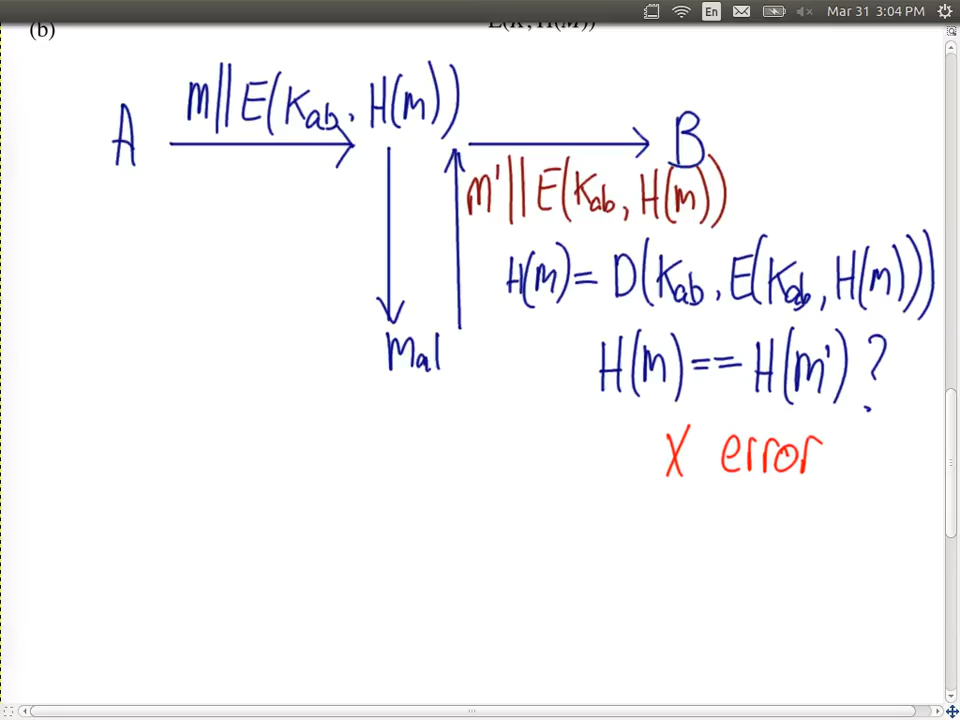 En Mar 31 3:04 PM
(b)
E(K, H(M))
m||E(Kab, H(m))
A
B
m'||E(Kab, H(m))
H(m)= D(Kab, E(Kab, H(m)))
Mal
H(m)==H(m')?
X error